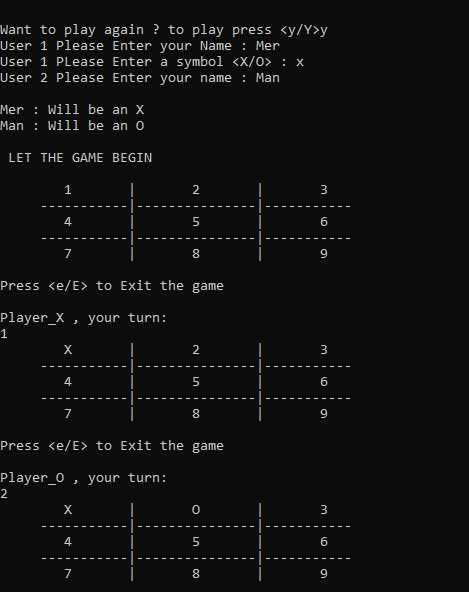 Want to play again ? to play press <y/Y>y
User 1 Please Enter your Name : Mer
User 1 PLease Enter a symbol <X/O> : x
User 2 Please Enter your name : Man
Mer : Will be an X
Man : Will be an O
LET THE GAME BEGIN
1 | 2 | 3
-----------|---------------|-----------
4 | 5 | 6
-----------|---------------|-----------
7 | 8 | 9
Press <e/E> to Exit the game
Player_X , your turn:
1
X | 2 | 3
-----------|---------------|-----------
4 | 5 | 6
-----------|---------------|-----------
7 | 8 | 9
Press <e/E> to Exit the game
Player_O , your turn:
2
X | O | 3
-----------|---------------|-----------
4 | 5 | 6
-----------|---------------|-----------
7 | 8 | 9